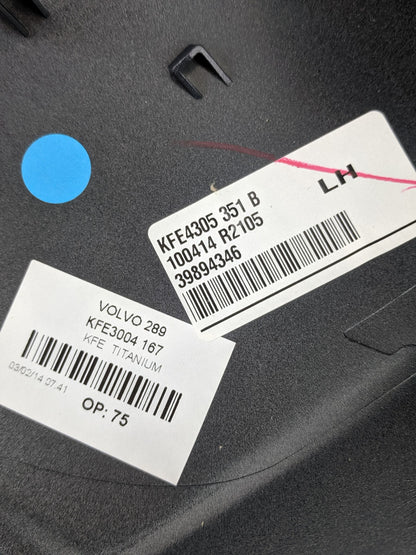 KFE4305 351 B
100414 R2105
39894346
LH
VOLVO 289
KFE3004 167
KFE TITANIUM
03/02/14 07.41
OP: 75